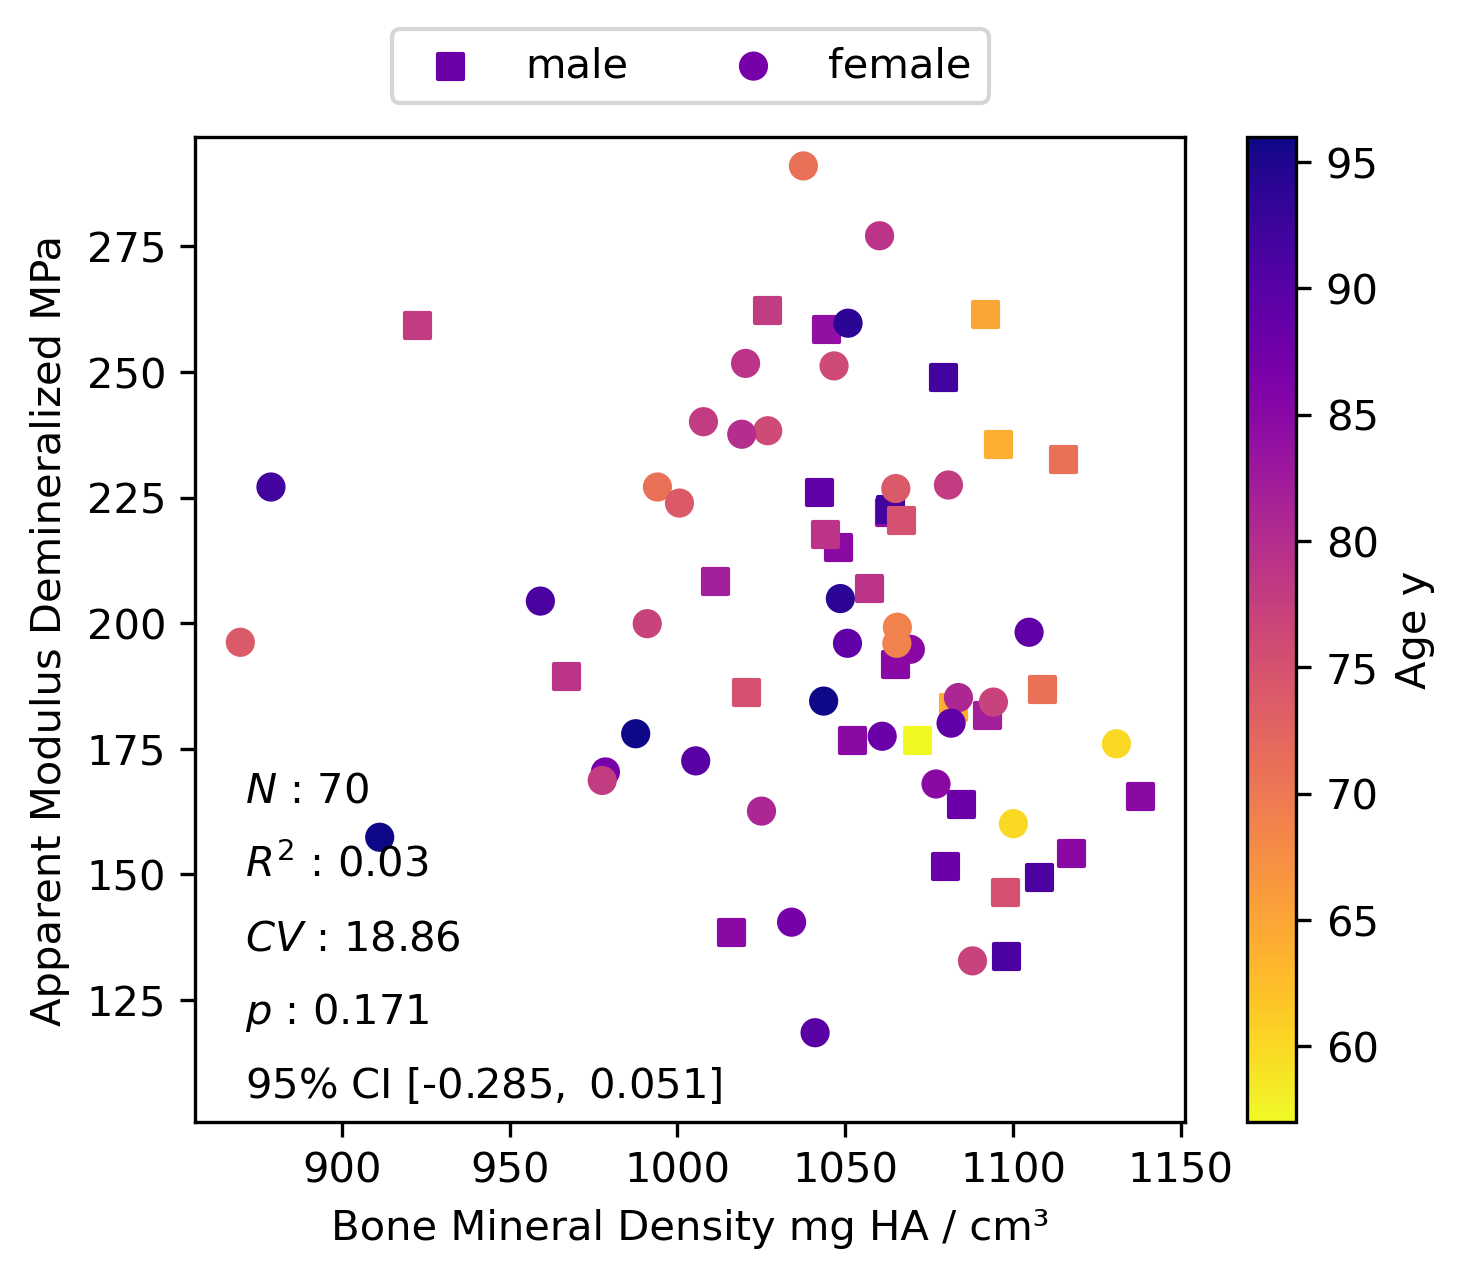 male female
Apparent Modulus Demineralized MPa
275
250
225
200
175
150
125
N : 70
R² : 0.03
CV : 18.86
p : 0.171
95% CI [-0.285, 0.051]
900 950 1000 1050 1100 1150
Bone Mineral Density mg HA / cm³
95
90
85
80
75
70
65
60
Age y